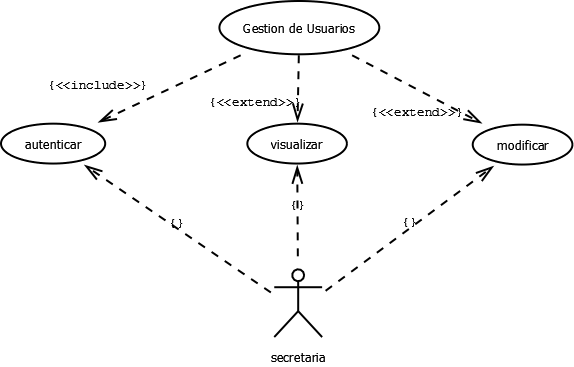 Gestion de Usuarios
{<<include>>}
{<<extend>>}
{<<extend>>}
autenticar
visualizar
modificar
{}
{}
{}
secretaria